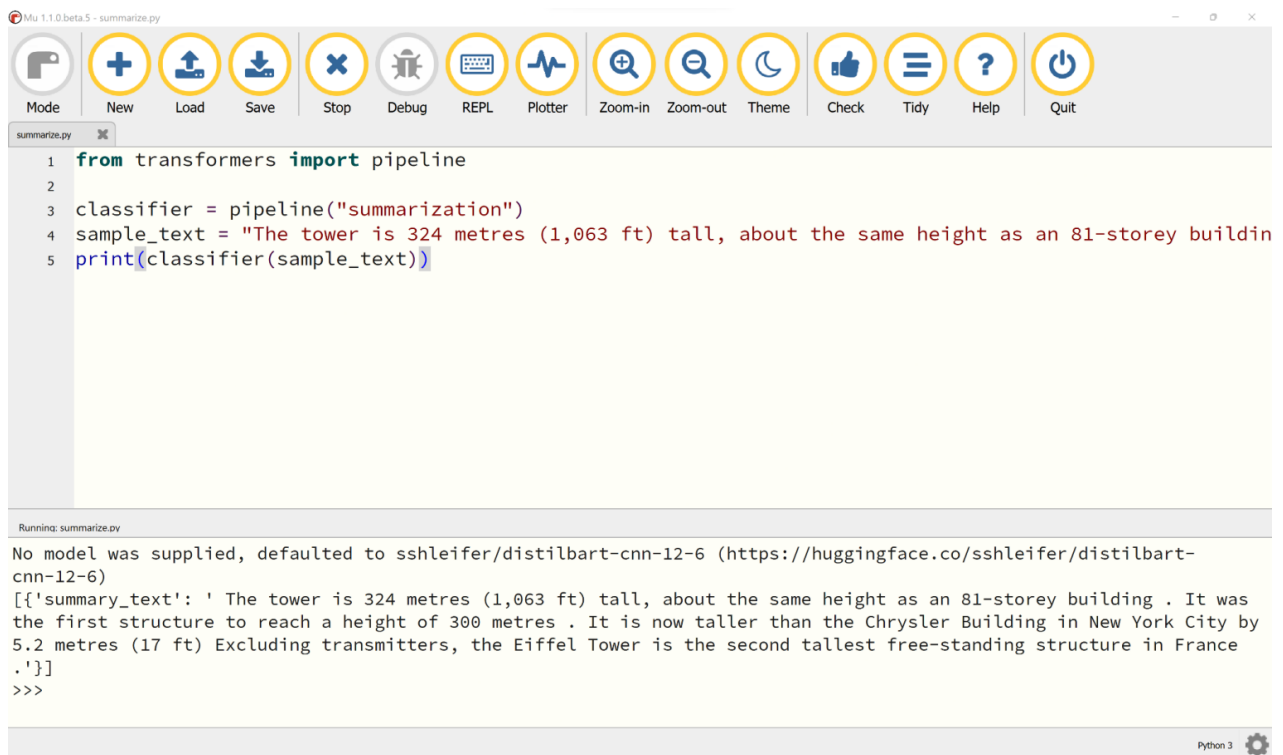 Mu 1.1.0.beta.5 - summarize.py
Mode New Load Save Stop Debug REPL Plotter Zoom-in Zoom-out Theme Check Tidy Help Quit
summarize.py
1 from transformers import pipeline
2
3 classifier = pipeline("summarization")
4 sample_text = "The tower is 324 metres (1,063 ft) tall, about the same height as an 81-storey buildin
5 print(classifier(sample_text))
Running: summarize.py
No model was supplied, defaulted to sshleifer/distilbart-cnn-12-6 (https://huggingface.co/sshleifer/distilbart-
cnn-12-6)
[{'summary_text': ' The tower is 324 metres (1,063 ft) tall, about the same height as an 81-storey building . It was
the first structure to reach a height of 300 metres . It is now taller than the Chrysler Building in New York City by
5.2 metres (17 ft) Excluding transmitters, the Eiffel Tower is the second tallest free-standing structure in France
.'}]
>>>
Python 3